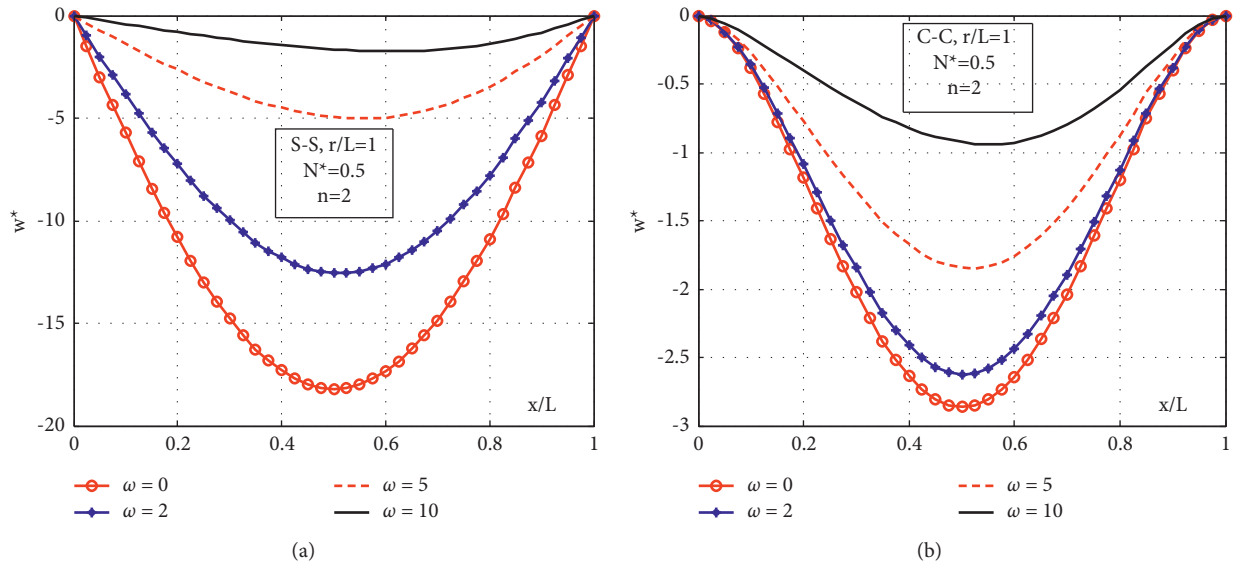 0
-5
-10
-15
-20
w*
S-S, r/L=1
N*=0.5
n=2
x/L
0 0.2 0.4 0.6 0.8 1
ω = 0
ω = 2
ω = 5
ω = 10
(a)
0
-0.5
-1
-1.5
-2
-2.5
-3
w*
C-C, r/L=1
N*=0.5
n=2
x/L
0 0.2 0.4 0.6 0.8 1
ω = 0
ω = 2
ω = 5
ω = 10
(b)